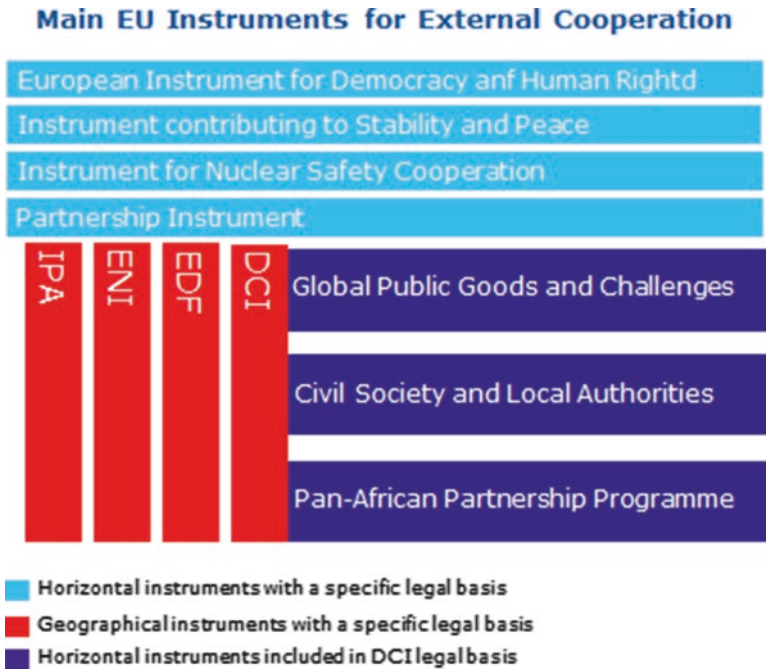 Main EU Instruments for External Cooperation
European Instrument for Democracy anf Human Rightd
Instrument contributing to Stability and Peace
Instrument for Nuclear Safety Cooperation
Partnership Instrument
IPA
ENI
EDF
DCI
Global Public Goods and Challenges
Civil Society and Local Authorities
Pan-African Partnership Programme
Horizontal instruments with a specific legal basis
Geographical instruments with a specific legal basis
Horizontal instruments included in DCI legal basis